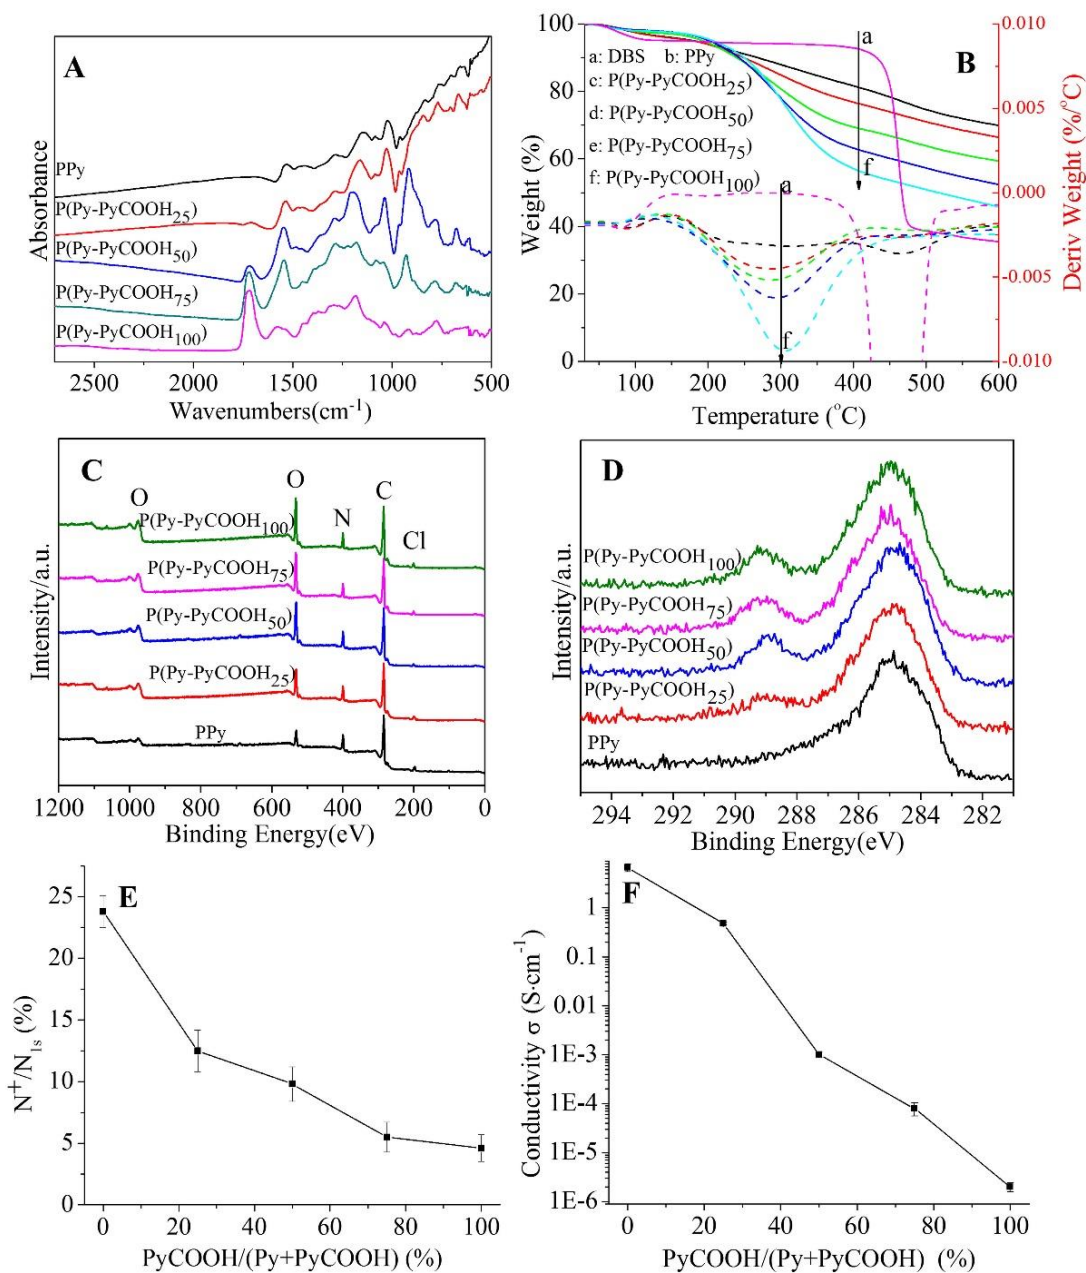 A
PPy
P(Py-PyCOOH25)
P(Py-PyCOOH50)
P(Py-PyCOOH75)
P(Py-PyCOOH100)
Absorbance
2500 2000 1500 1000 500
Wavenumbers(cm-1)
B
a: DBS b: PPy
c: P(Py-PyCOOH25)
d: P(Py-PyCOOH50)
e: P(Py-PyCOOH75)
f: P(Py-PyCOOH100)
a
f
a
f
100
80
60
40
20
0
Weight (%)
0.010
0.005
0.000
-0.005
-0.010
Deriv Weight (%/°C)
100 200 300 400 500 600
Temperature (°C)
C
O O N C Cl
P(Py-PyCOOH100)
P(Py-PyCOOH75)
P(Py-PyCOOH50)
P(Py-PyCOOH25)
PPy
Intensity/a.u.
1200 1000 800 600 400 200 0
Binding Energy(eV)
D
P(Py-PyCOOH100)
P(Py-PyCOOH75)
P(Py-PyCOOH50)
P(Py-PyCOOH25)
PPy
Intensity/a.u.
294 292 290 288 286 284 282
Binding Energy(eV)
E
25
20
15
10
5
0
N+/N1s (%)
0 20 40 60 80 100
PyCOOH/(Py+PyCOOH) (%)
F
1
0.1
0.01
1E-3
1E-4
1E-5
1E-6
Conductivity σ (S·cm-1)
0 20 40 60 80 100
PyCOOH/(Py+PyCOOH) (%)